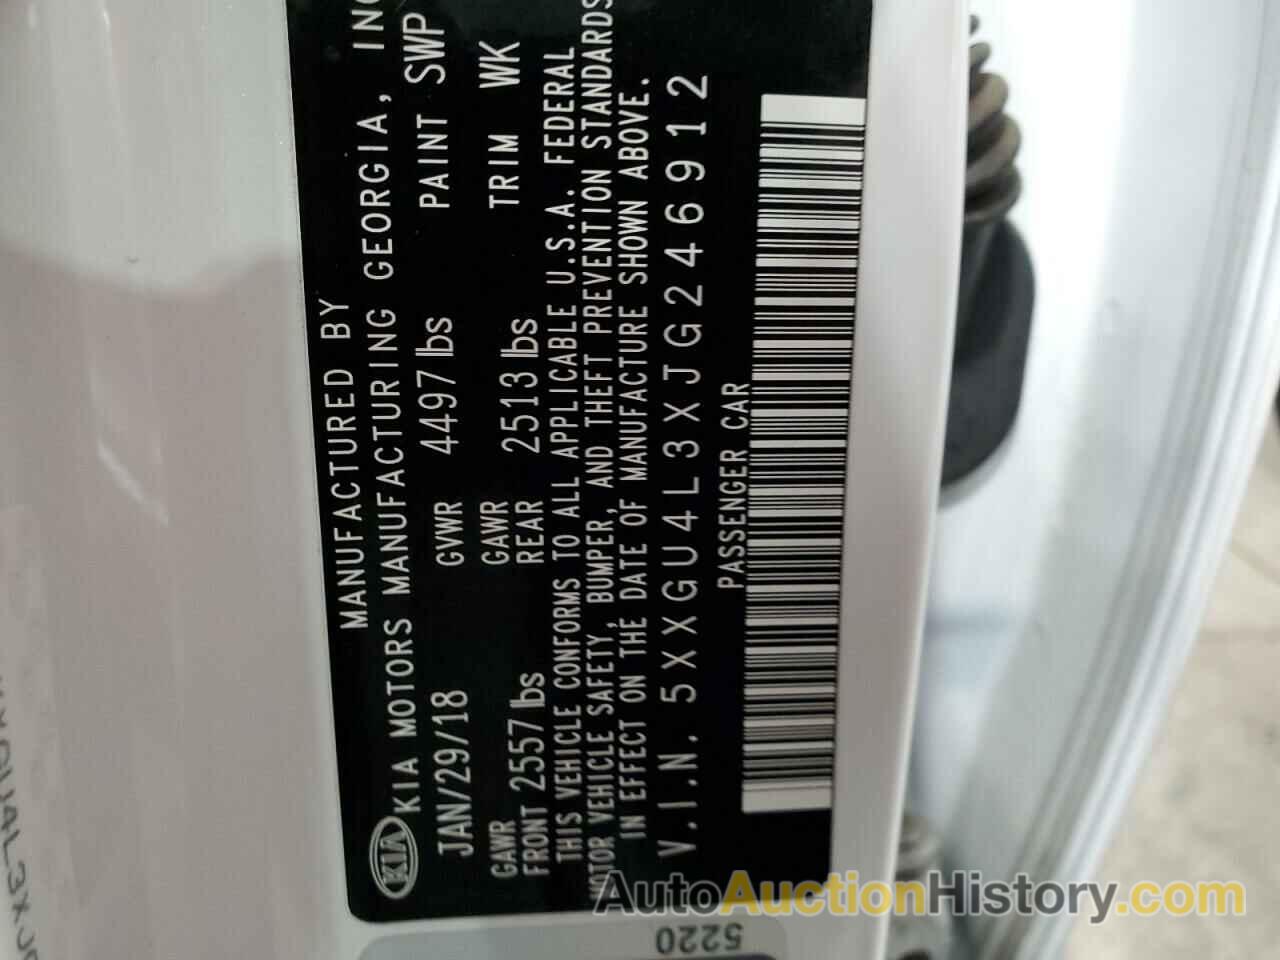 MANUFACTURED BY
KIA KIA MOTORS MANUFACTURING GEORGIA, INC
JAN/29/18 GVWR 4497 lbs PAINT SWP
GAWR FRONT 2557 lbs GAWR REAR 2513 lbs TRIM WK
THIS VEHICLE CONFORMS TO ALL APPLICABLE U.S.A. FEDERAL
MOTOR VEHICLE SAFETY, BUMPER, AND THEFT PREVENTION STANDARDS
IN EFFECT ON THE DATE OF MANUFACTURE SHOWN ABOVE.
V.I.N. 5XXGU4L3XJG246912
PASSENGER CAR
5220
AutoAuctionHistory.com